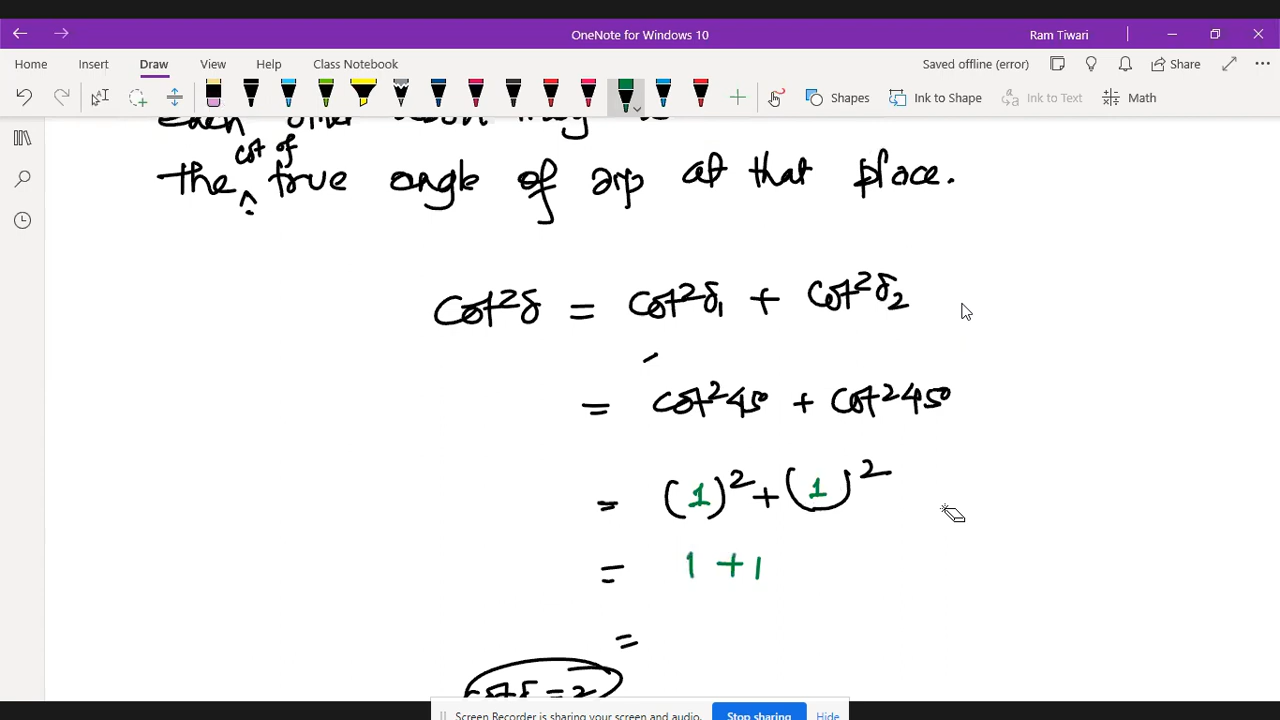 OneNote for Windows 10
Ram Tiwari
Home Insert Draw View Help Class Notebook Saved offline (error) Share
Shapes Ink to Shape Ink to Text Math
Each other
cot of
the ^ true angle of dip at that place.
Cot²δ = Cot²δ₁ + Cot²δ₂
= Cot²45° + Cot²45°
= (1)² + (1)²
= 1 + 1
=
Screen Recorder is sharing your screen and audio. Stop sharing Hide